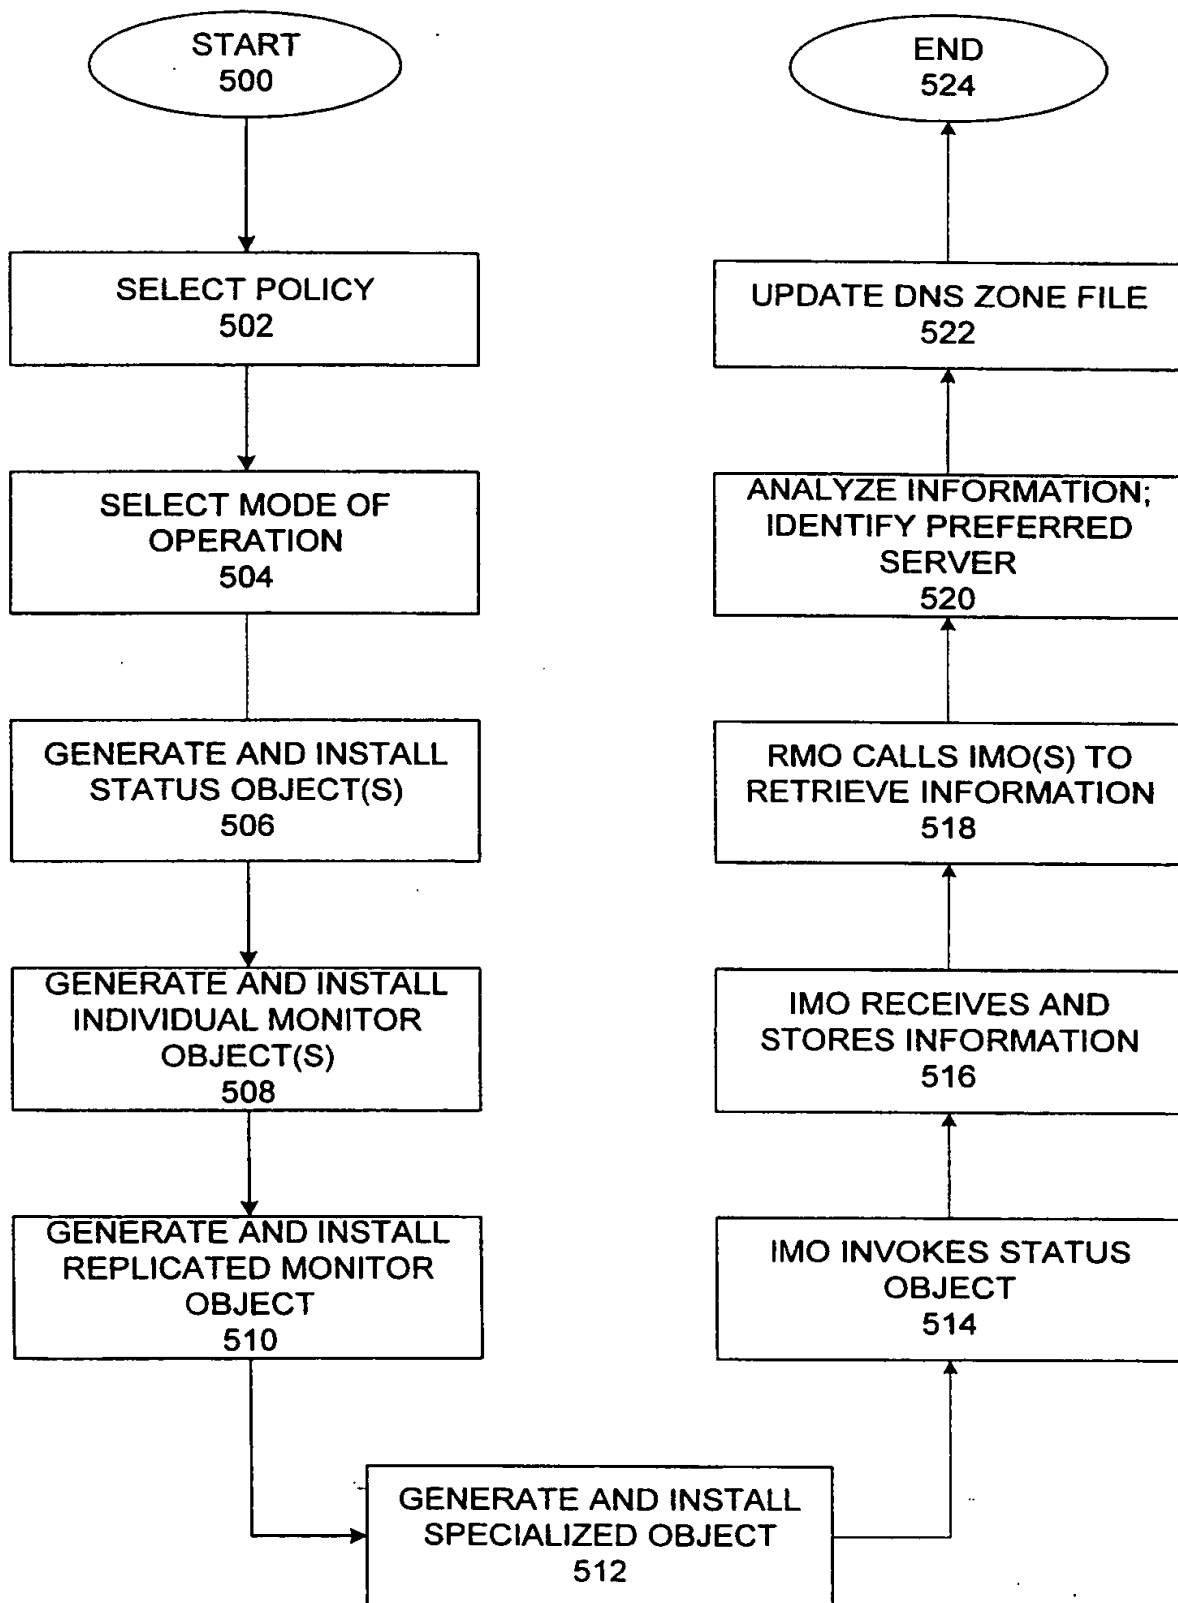 START
500
SELECT POLICY
502
SELECT MODE OF
OPERATION
504
GENERATE AND INSTALL
STATUS OBJECT(S)
506
GENERATE AND INSTALL
INDIVIDUAL MONITOR
OBJECT(S)
508
GENERATE AND INSTALL
REPLICATED MONITOR
OBJECT
510
GENERATE AND INSTALL
SPECIALIZED OBJECT
512
IMO INVOKES STATUS
OBJECT
514
IMO RECEIVES AND
STORES INFORMATION
516
RMO CALLS IMO(S) TO
RETRIEVE INFORMATION
518
ANALYZE INFORMATION;
IDENTIFY PREFERRED
SERVER
520
UPDATE DNS ZONE FILE
522
END
524